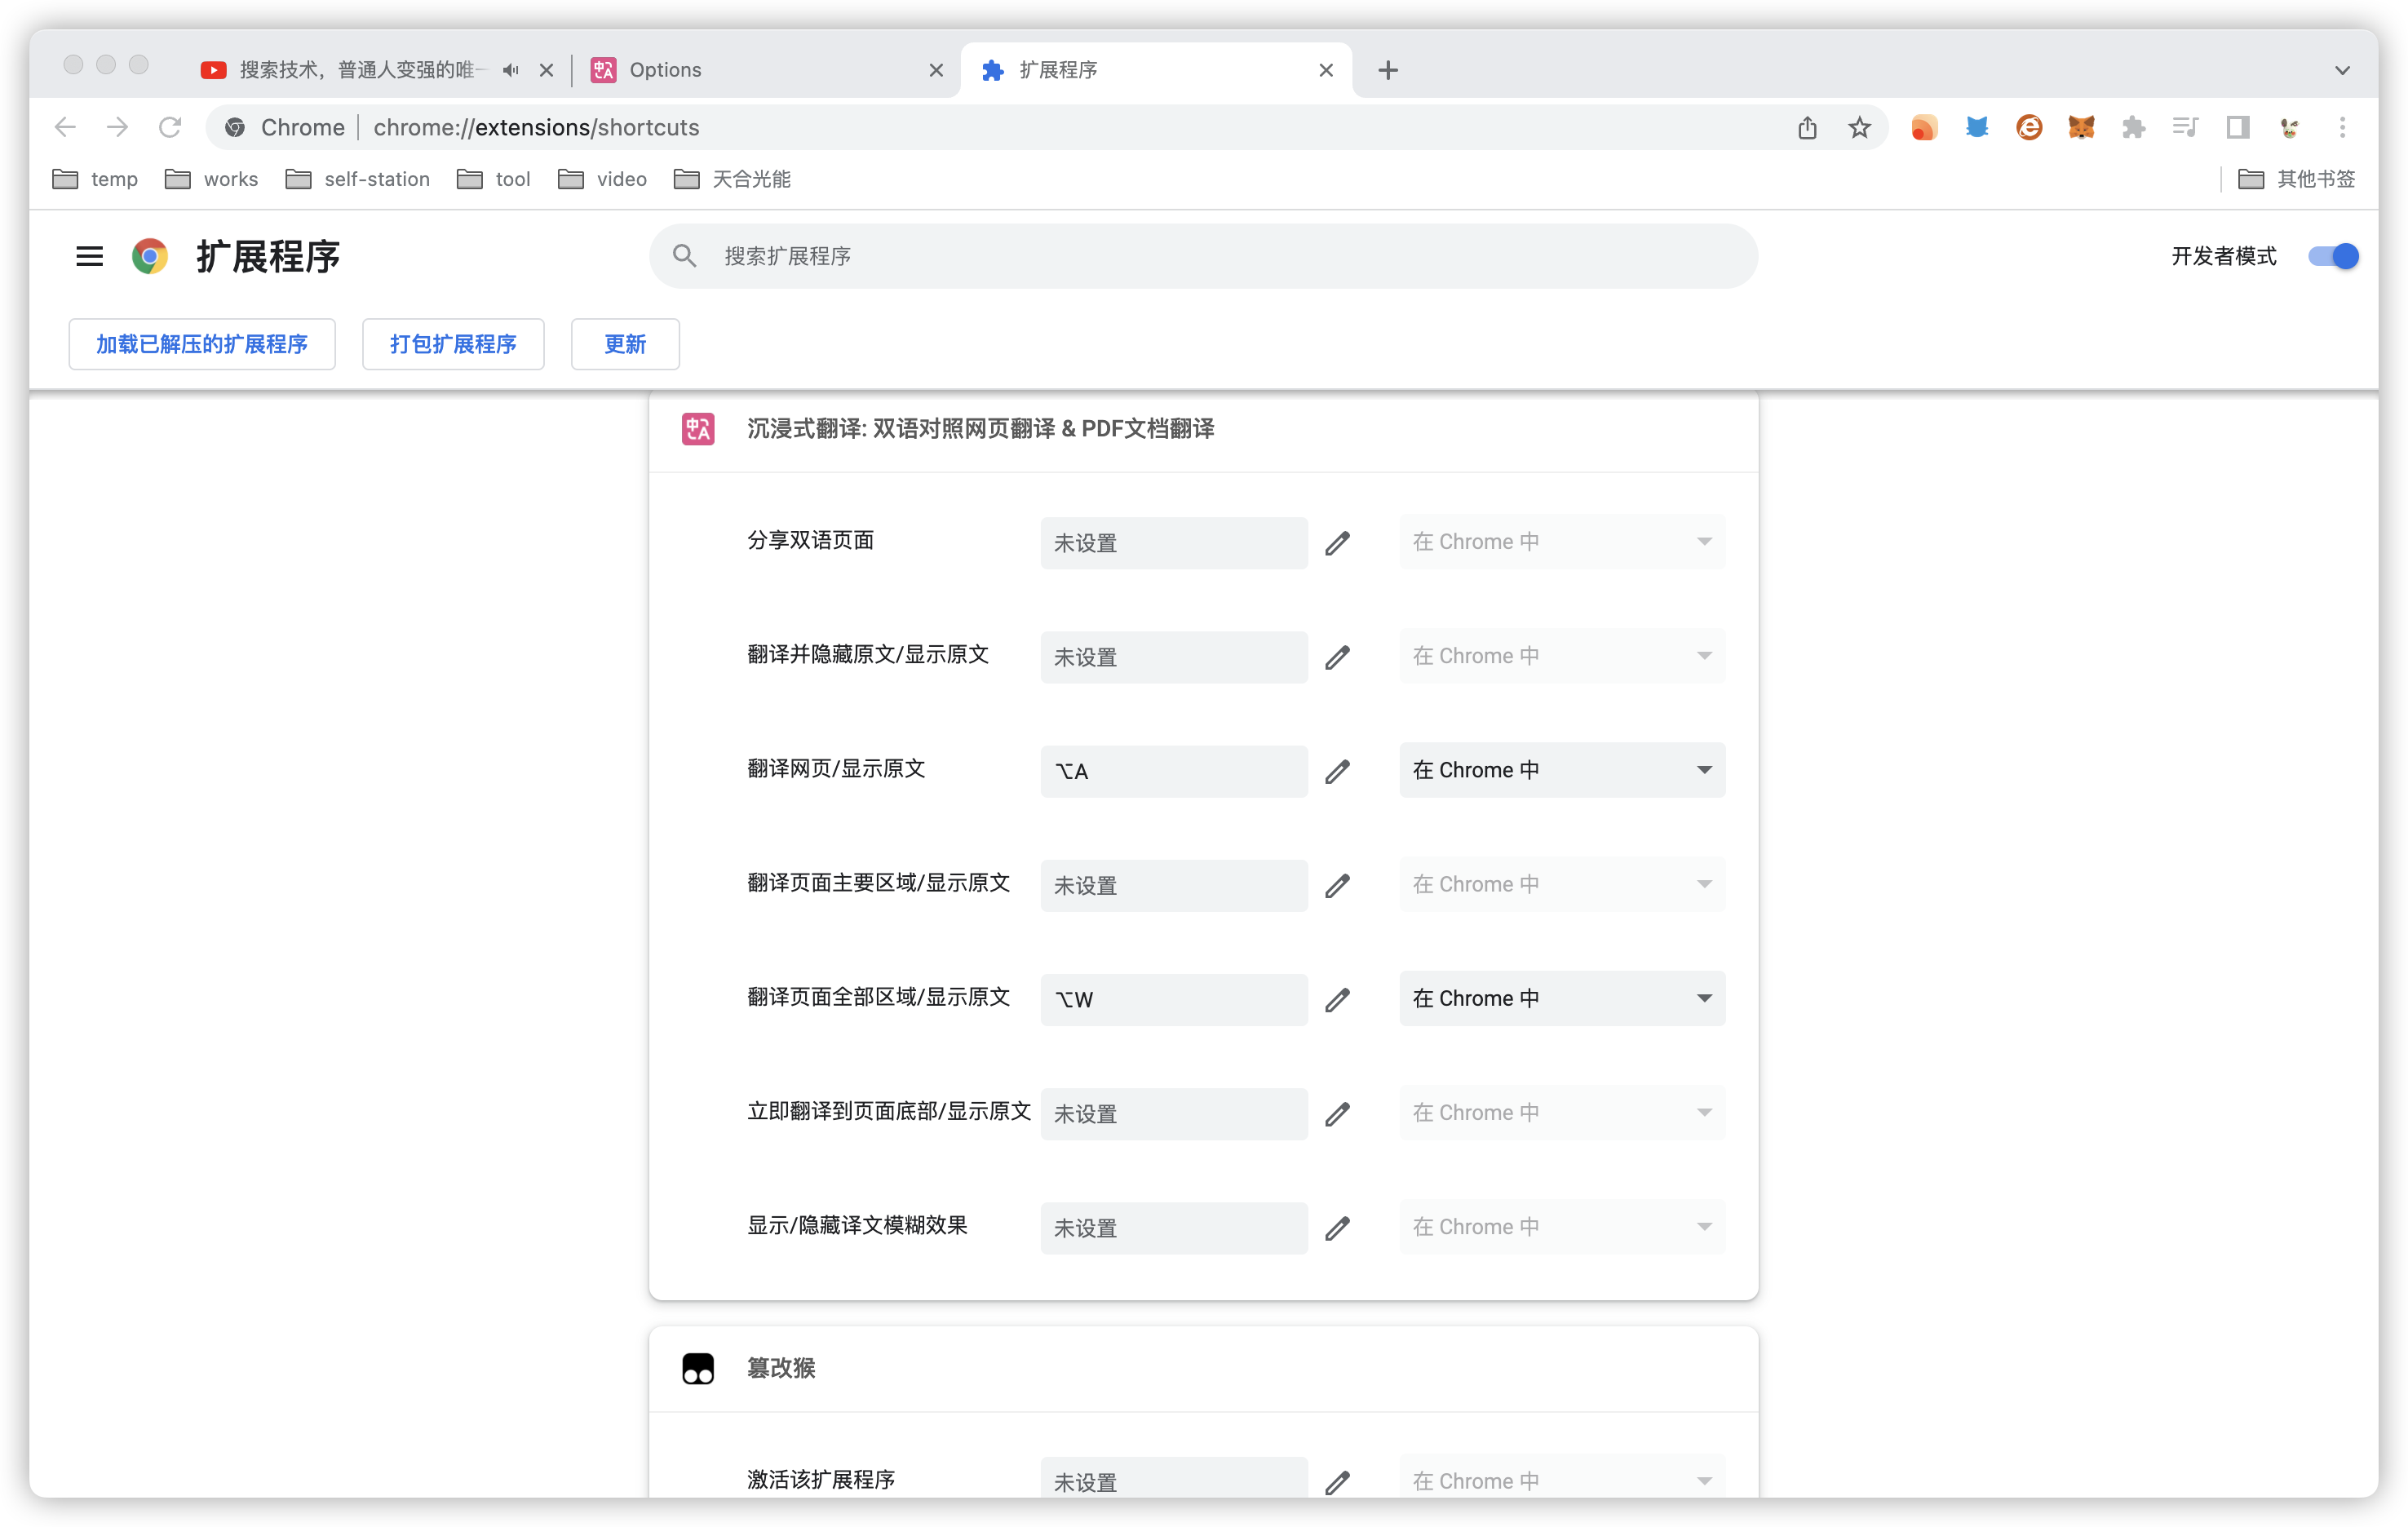 搜索技术，普通人变强的唯一
Options
扩展程序
Chrome
chrome://extensions/shortcuts
temp
works
self-station
tool
video
天合光能
其他书签
扩展程序
搜索扩展程序
开发者模式
加载已解压的扩展程序
打包扩展程序
更新
沉浸式翻译: 双语对照网页翻译 & PDF文档翻译
分享双语页面
未设置
在 Chrome 中
翻译并隐藏原文/显示原文
未设置
在 Chrome 中
翻译网页/显示原文
⌥A
在 Chrome 中
翻译页面主要区域/显示原文
未设置
在 Chrome 中
翻译页面全部区域/显示原文
⌥W
在 Chrome 中
立即翻译到页面底部/显示原文
未设置
在 Chrome 中
显示/隐藏译文模糊效果
未设置
在 Chrome 中
篡改猴
激活该扩展程序
未设置
在 Chrome 中